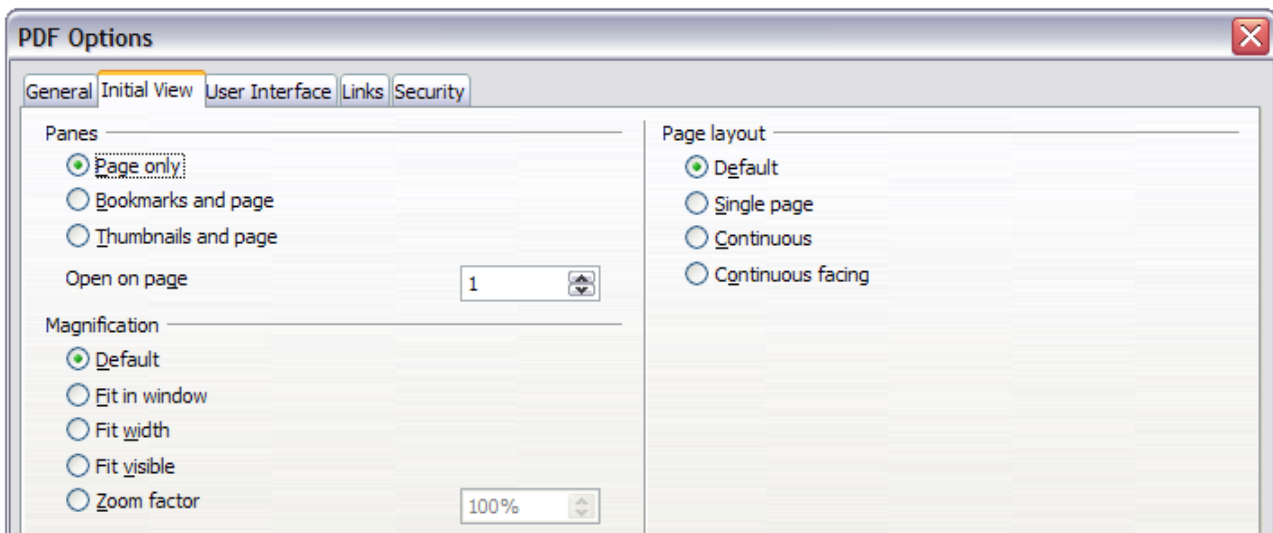 PDF Options
General Initial View User Interface Links Security
Panes
Page only
Bookmarks and page
Thumbnails and page
Open on page 1
Magnification
Default
Fit in window
Fit width
Fit visible
Zoom factor 100%
Page layout
Default
Single page
Continuous
Continuous facing